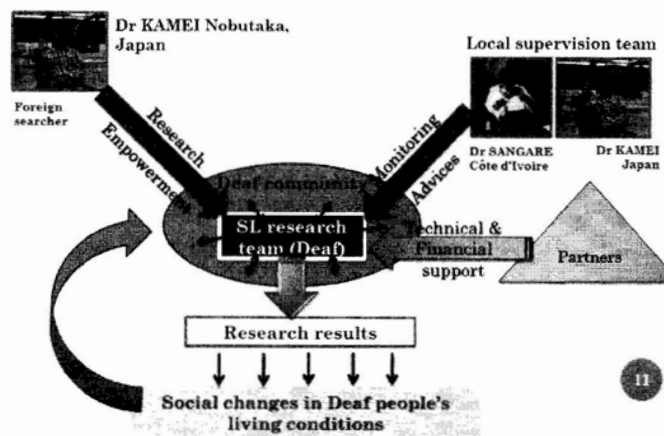 Dr KAMEI Nobutaka,
Japan
Foreign
searcher
Research
Empowerment
Local supervision team
Dr SANGARE
Côte d'Ivoire
Dr KAMEI
Japan
Monitoring
Advices
Deaf community
SL research
team (Deaf)
Technical &
Financial
support
Partners
Research results
Social changes in Deaf people's
living conditions
11